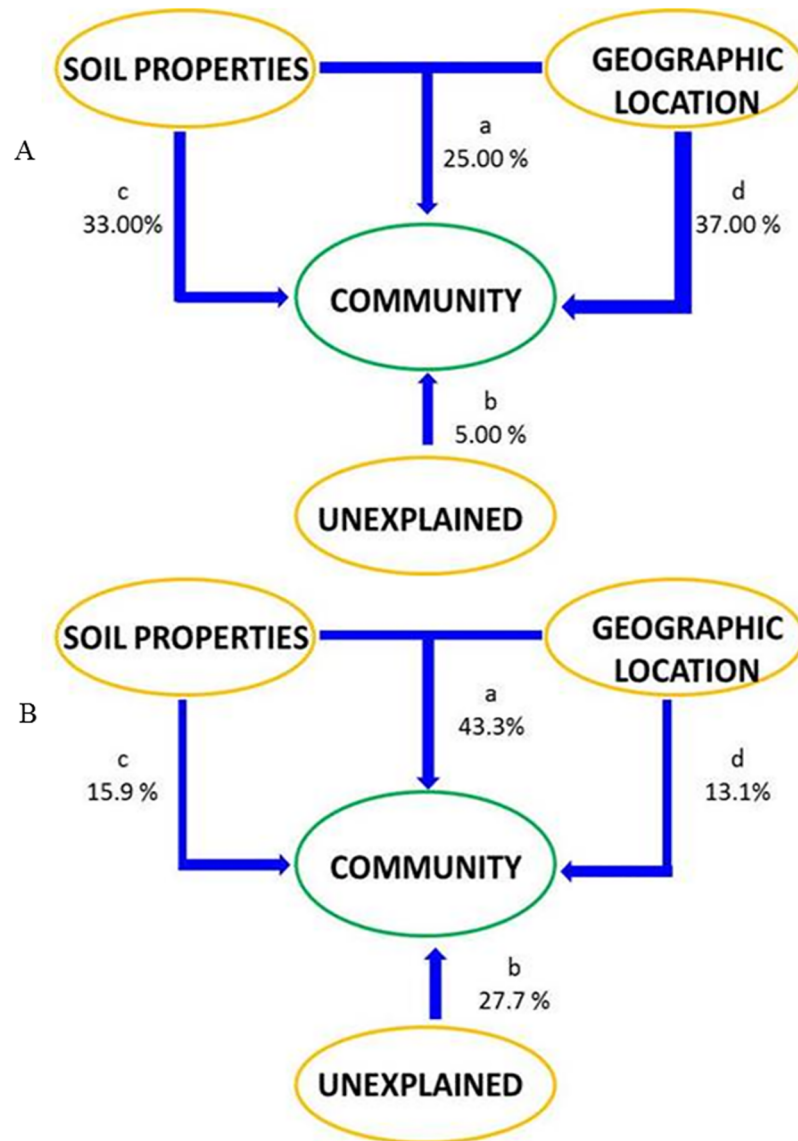 SOIL PROPERTIES
GEOGRAPHIC
LOCATION
A
a
25.00 %
c
33.00%
d
37.00 %
COMMUNITY
b
5.00 %
UNEXPLAINED
SOIL PROPERTIES
GEOGRAPHIC
LOCATION
B
a
43.3%
c
15.9 %
d
13.1%
COMMUNITY
b
27.7 %
UNEXPLAINED